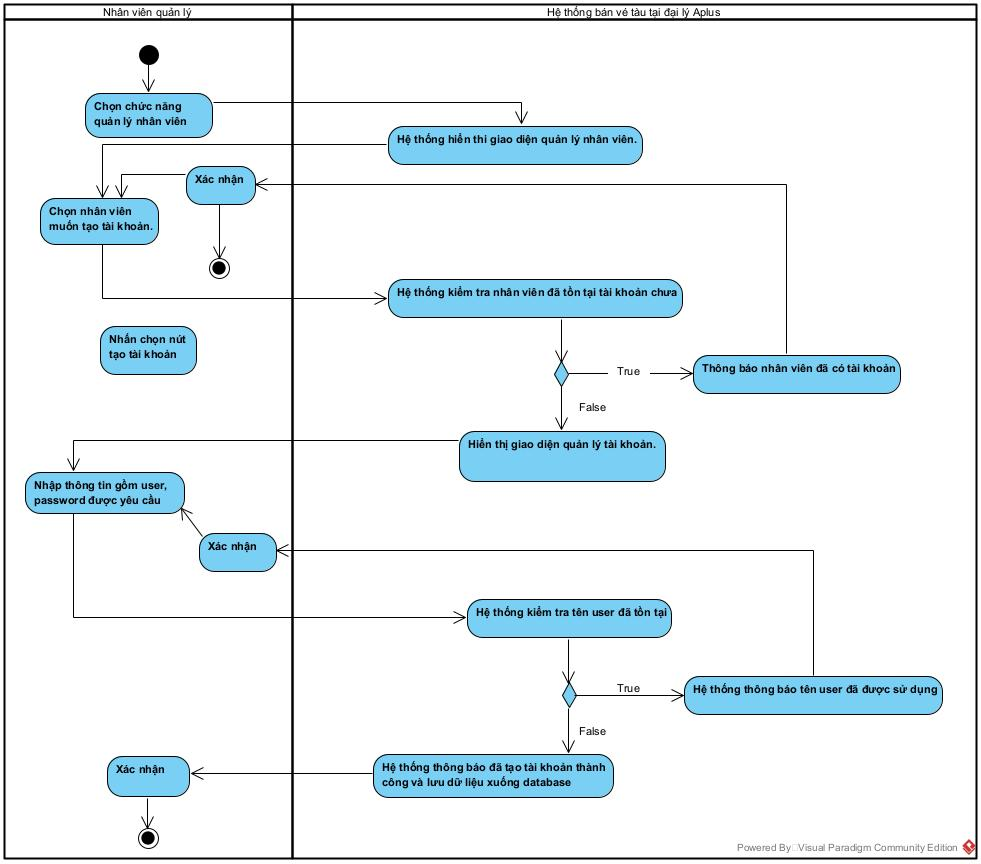 Nhân viên quản lý
Hệ thống bán vé tàu tại đại lý Aplus
Chọn chức năng
quản lý nhân viên
Hệ thống hiển thi giao diện quản lý nhân viên.
Xác nhận
Chọn nhân viên
muốn tạo tài khoản.
Hệ thống kiểm tra nhân viên đã tồn tại tài khoản chưa
Nhấn chọn nút
tạo tài khoản
True
Thông báo nhân viên đã có tài khoản
False
Hiển thị giao diện quản lý tài khoản.
Nhập thông tin gồm user,
password được yêu cầu
Xác nhận
Hệ thống kiểm tra tên user đã tồn tại
True
Hệ thống thông báo tên user đã được sử dụng
False
Hệ thống thông báo đã tạo tài khoản thành
công và lưu dữ liệu xuống database
Xác nhận
Powered By Visual Paradigm Community Edition